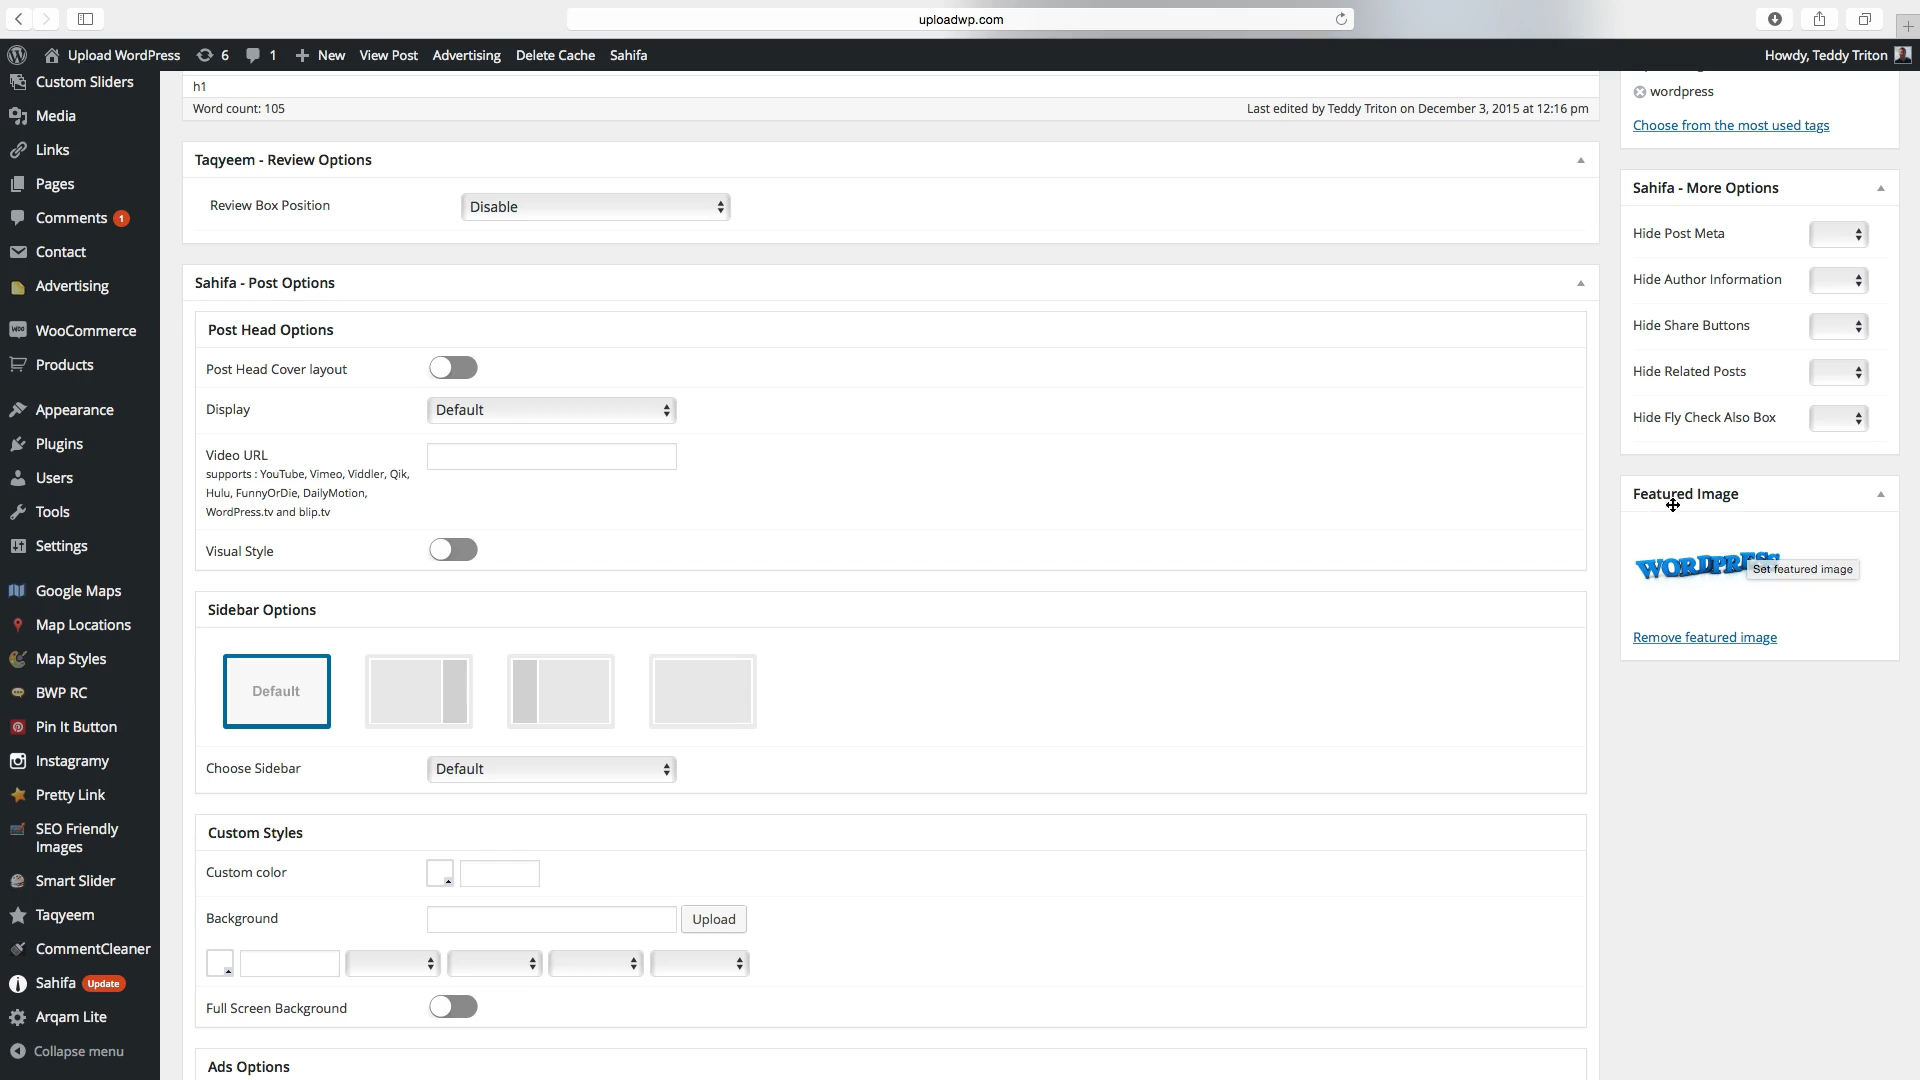 uploadwp.com
Upload WordPress 6 1 New View Post Advertising Delete Cache Sahifa
Howdy, Teddy Triton
Custom Sliders
Media
Links
Pages
Comments 1
Contact
Advertising
WooCommerce
Products
Appearance
Plugins
Users
Tools
Settings
Google Maps
Map Locations
Map Styles
BWP RC
Pin It Button
Instagramy
Pretty Link
SEO Friendly
Images
Smart Slider
Taqyeem
CommentCleaner
Sahifa Update
Arqam Lite
Collapse menu
h1
Word count: 105
Last edited by Teddy Triton on December 3, 2015 at 12:16 pm
Taqyeem - Review Options
Review Box Position Disable
Sahifa - Post Options
Post Head Options
Post Head Cover layout
Display Default
Video URL
supports : YouTube, Vimeo, Viddler, Qik,
Hulu, FunnyOrDie, DailyMotion,
WordPress.tv and blip.tv
Visual Style
Sidebar Options
Default
Choose Sidebar Default
Custom Styles
Custom color
Background Upload
Full Screen Background
Ads Options
wordpress
Choose from the most used tags
Sahifa - More Options
Hide Post Meta
Hide Author Information
Hide Share Buttons
Hide Related Posts
Hide Fly Check Also Box
Featured Image
WORDPRESS
Set featured image
Remove featured image